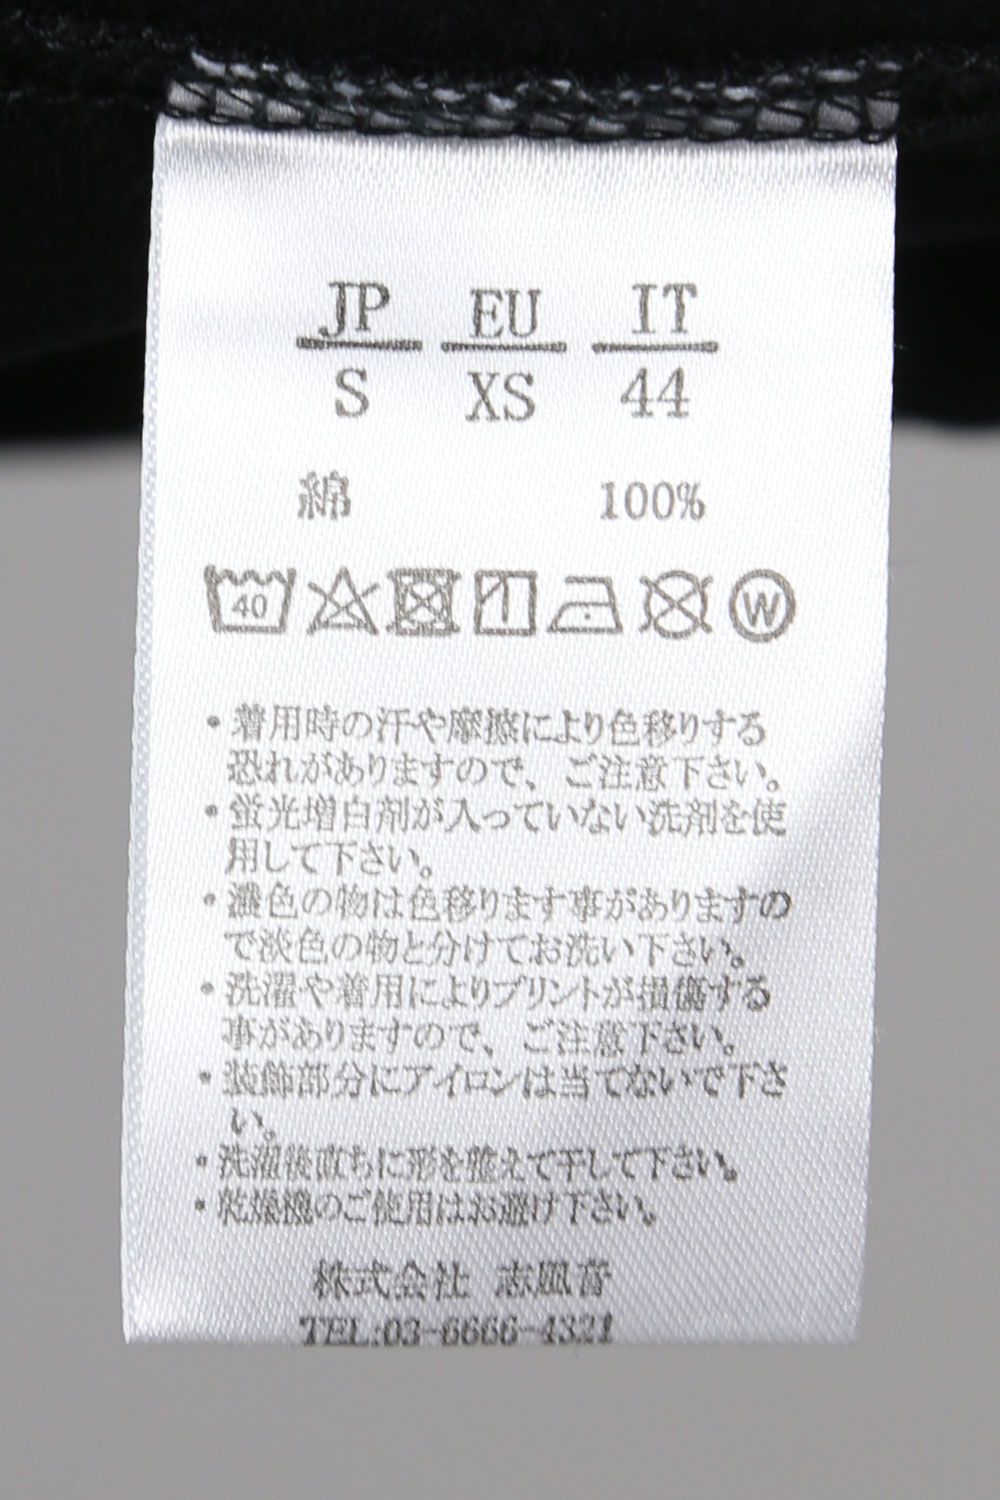 JP EU IT
S XS 44
綿 100%
40 W
・着用時の汗や摩擦により色移りする
恐れがありますので、ご注意下さい。
・蛍光増白剤が入っていない洗剤を使
用して下さい。
・濃色の物は色移ります事がありますの
で淡色の物と分けてお洗い下さい。
・洗濯や着用によりプリントが損傷する
事がありますので、ご注意下さい。
・装飾部分にアイロンは当てないで下さ
い。
・洗濯後直ちに形を整えて干して下さい。
・乾燥機のご使用はお避け下さい。
株式会社 志風音
TEL:03-6666-4321